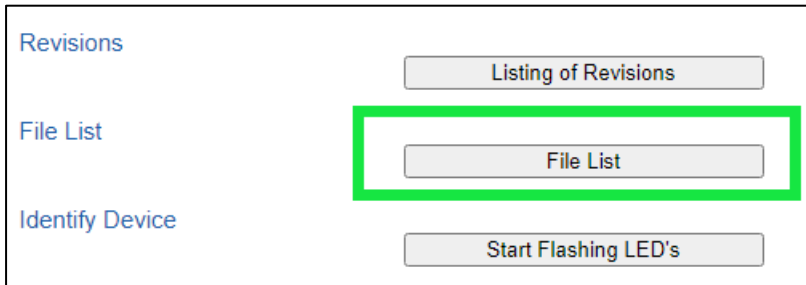 Revisions
Listing of Revisions
File List
File List
Identify Device
Start Flashing LED's